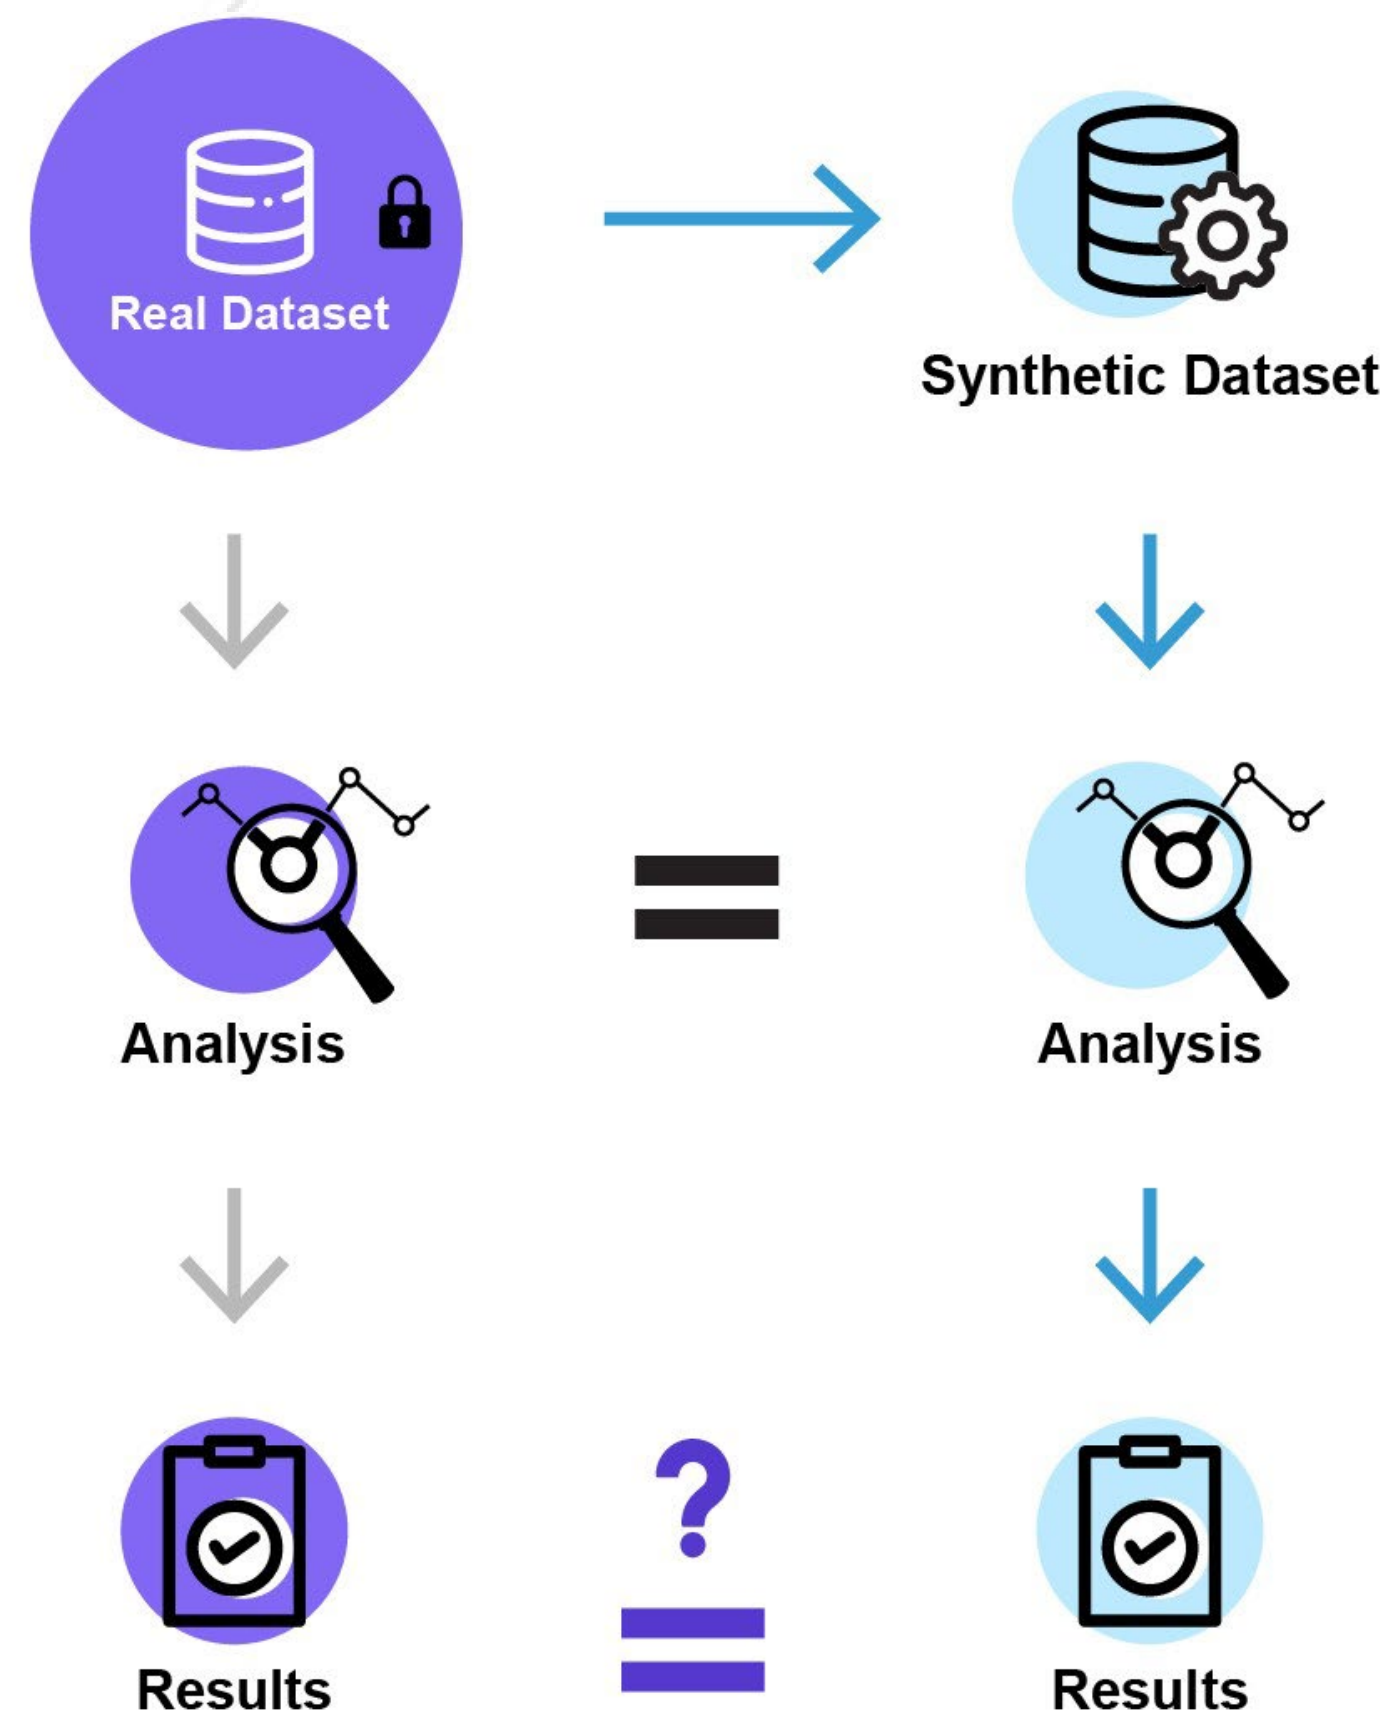 Real Dataset
Synthetic Dataset
Analysis
=
Analysis
?
=
Results
Results